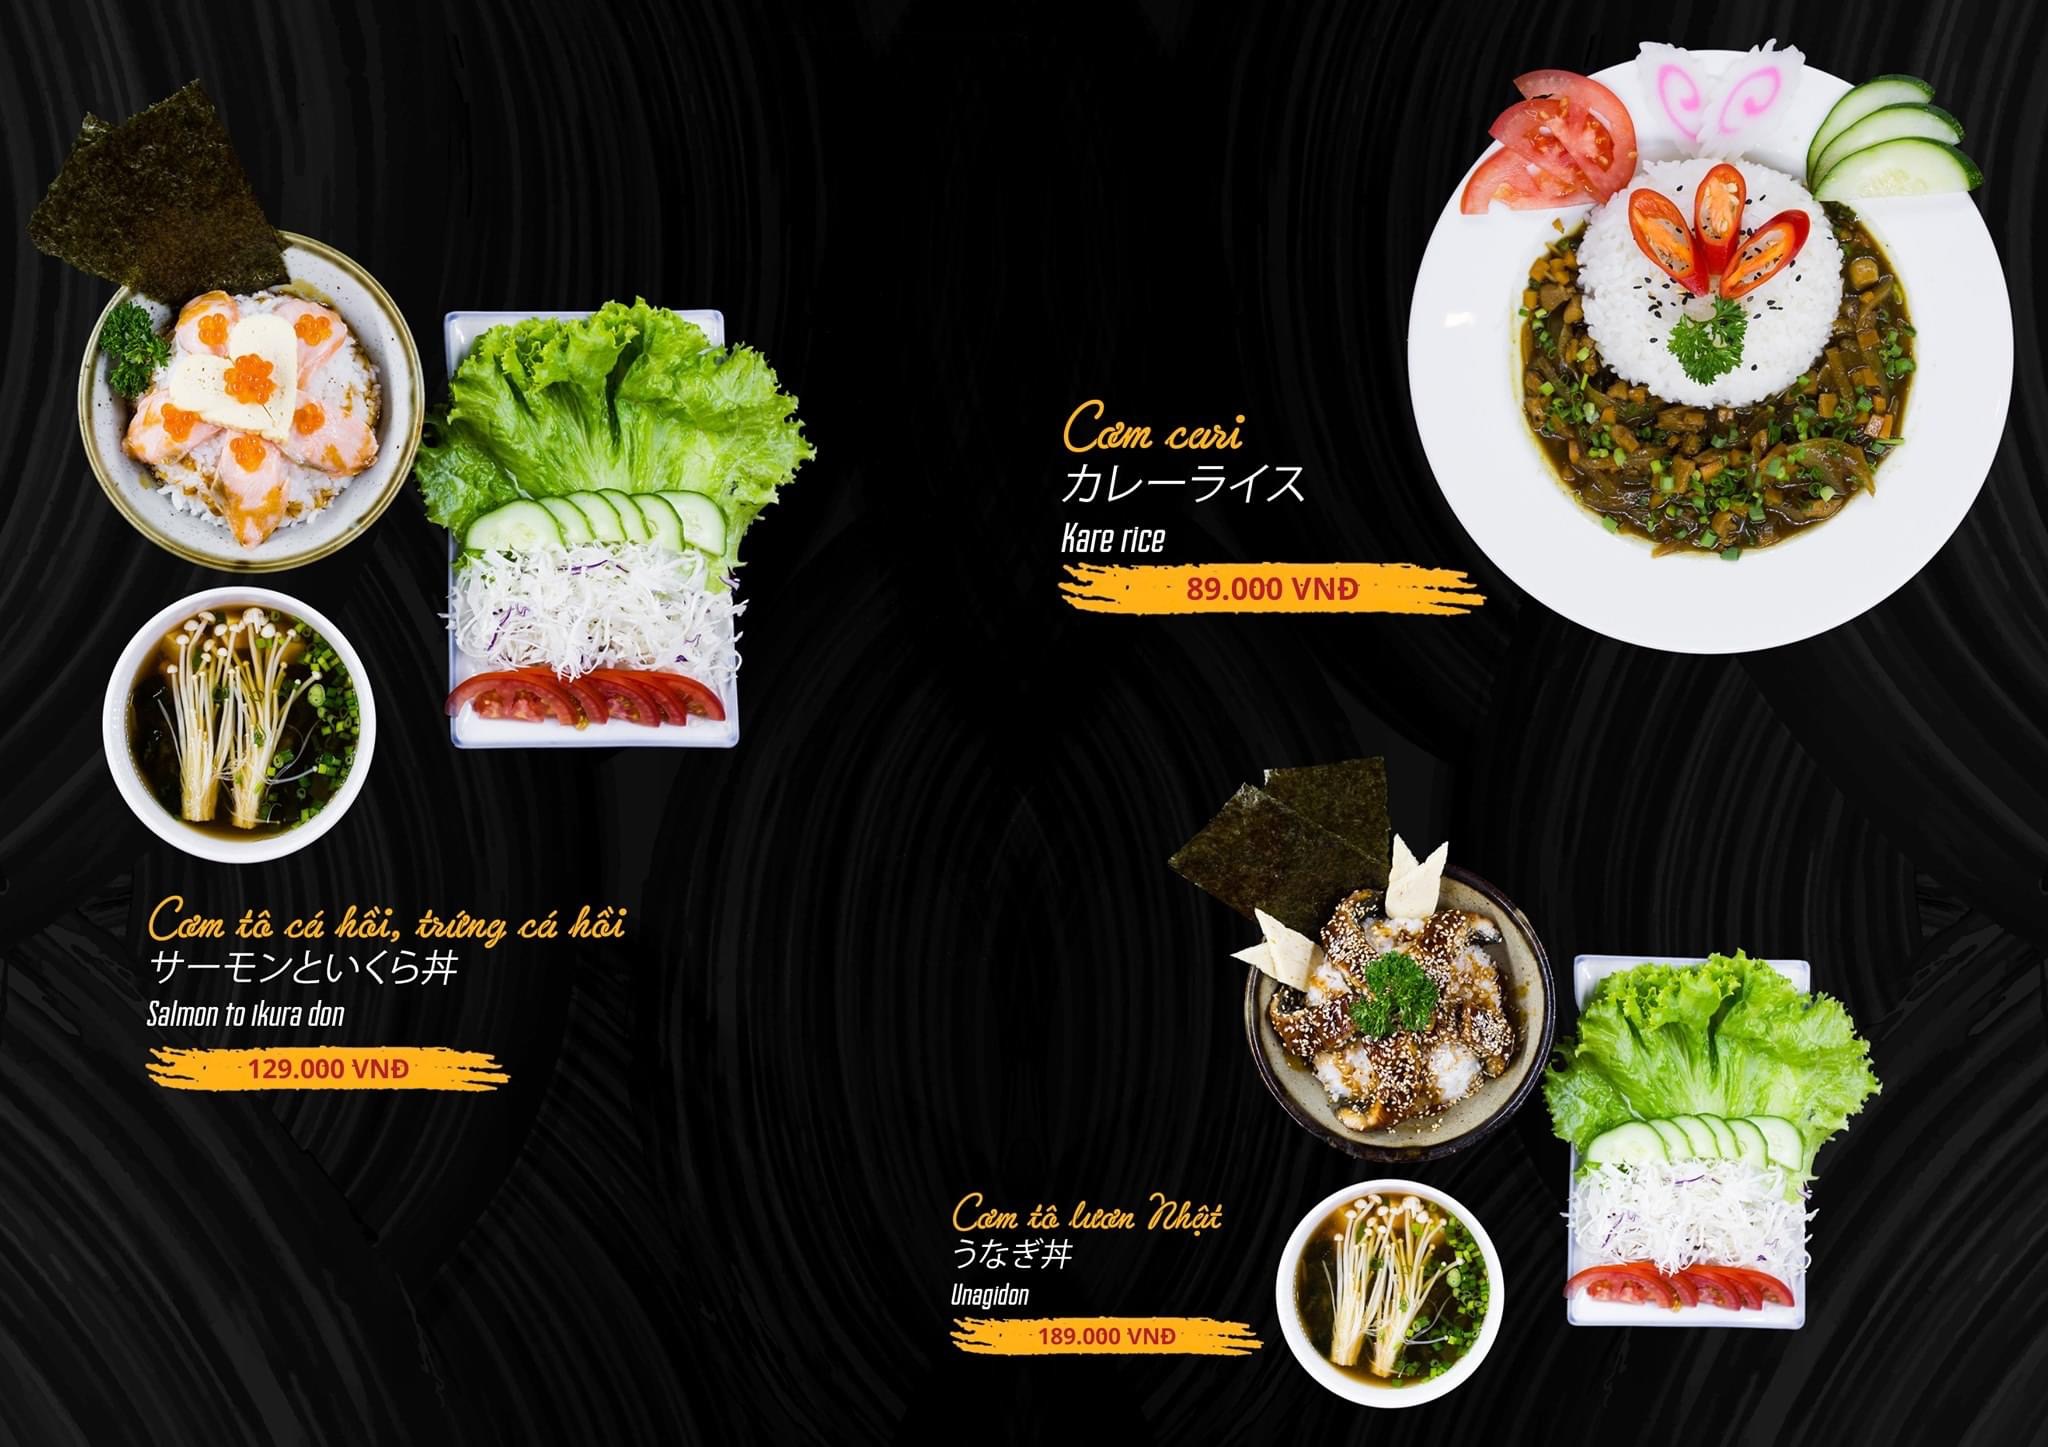 Cơm tô cá hồi, trứng cá hồi
サーモンといくら丼
Salmon to Ikura don
129.000 VNĐ
Cơm cari
カレーライス
Kare rice
89.000 VNĐ
Cơm tô lươn Nhật
うなぎ丼
Unagidon
189.000 VNĐ